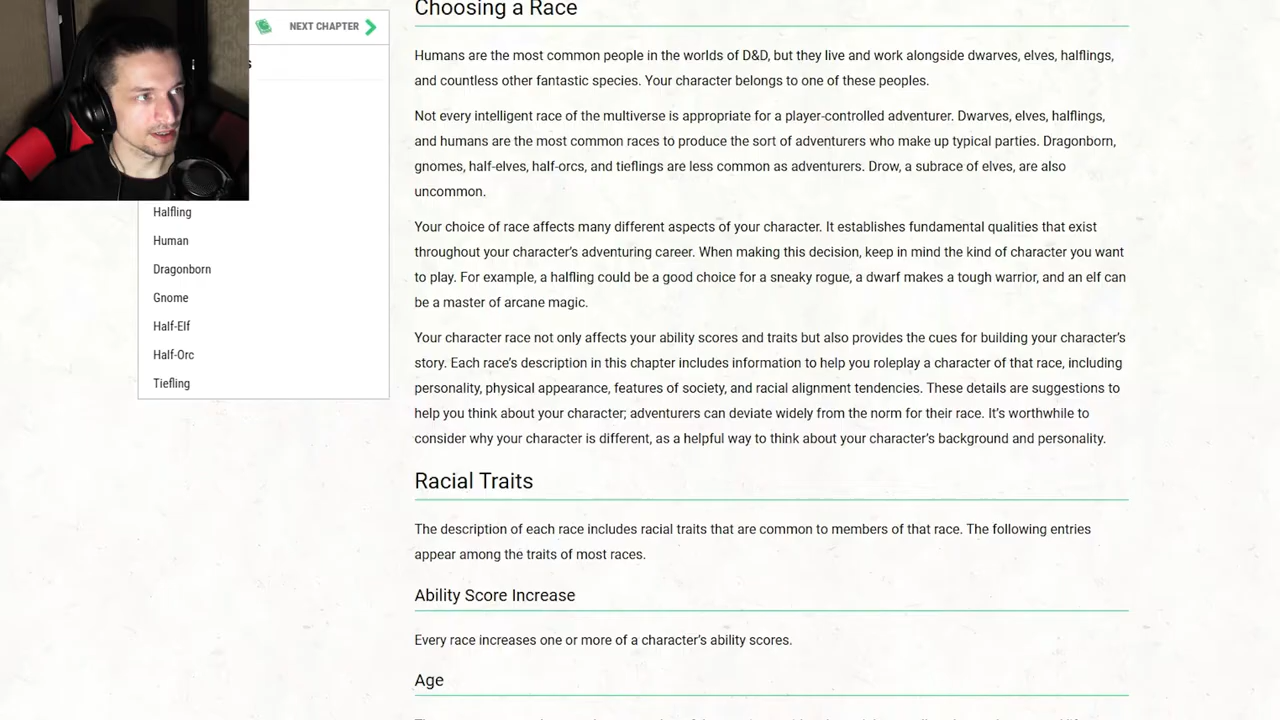 Choosing a Race
NEXT CHAPTER
Humans are the most common people in the worlds of D&D, but they live and work alongside dwarves, elves, halflings,
and countless other fantastic species. Your character belongs to one of these peoples.
Not every intelligent race of the multiverse is appropriate for a player-controlled adventurer. Dwarves, elves, halflings,
and humans are the most common races to produce the sort of adventurers who make up typical parties. Dragonborn,
gnomes, half-elves, half-orcs, and tieflings are less common as adventurers. Drow, a subrace of elves, are also
uncommon.
Halfling
Human
Dragonborn
Gnome
Half-Elf
Half-Orc
Tiefling
Your choice of race affects many different aspects of your character. It establishes fundamental qualities that exist
throughout your character’s adventuring career. When making this decision, keep in mind the kind of character you want
to play. For example, a halfling could be a good choice for a sneaky rogue, a dwarf makes a tough warrior, and an elf can
be a master of arcane magic.
Your character race not only affects your ability scores and traits but also provides the cues for building your character’s
story. Each race’s description in this chapter includes information to help you roleplay a character of that race, including
personality, physical appearance, features of society, and racial alignment tendencies. These details are suggestions to
help you think about your character; adventurers can deviate widely from the norm for their race. It’s worthwhile to
consider why your character is different, as a helpful way to think about your character’s background and personality.
Racial Traits
The description of each race includes racial traits that are common to members of that race. The following entries
appear among the traits of most races.
Ability Score Increase
Every race increases one or more of a character’s ability scores.
Age